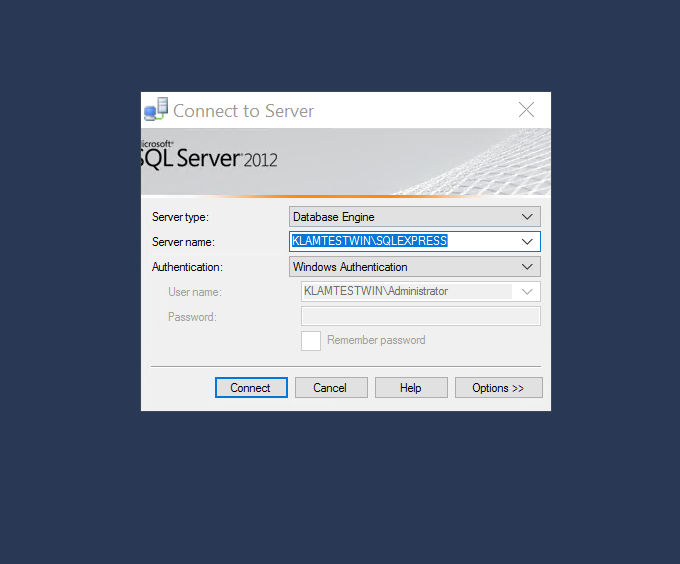 Connect to Server
icrosoft®
SQL Server® 2012
Server type:
Database Engine
Server name:
KLAMTESTWIN\SQLEXPRESS
Authentication:
Windows Authentication
User name:
KLAMTESTWIN\Administrator
Password:
Remember password
Connect
Cancel
Help
Options >>